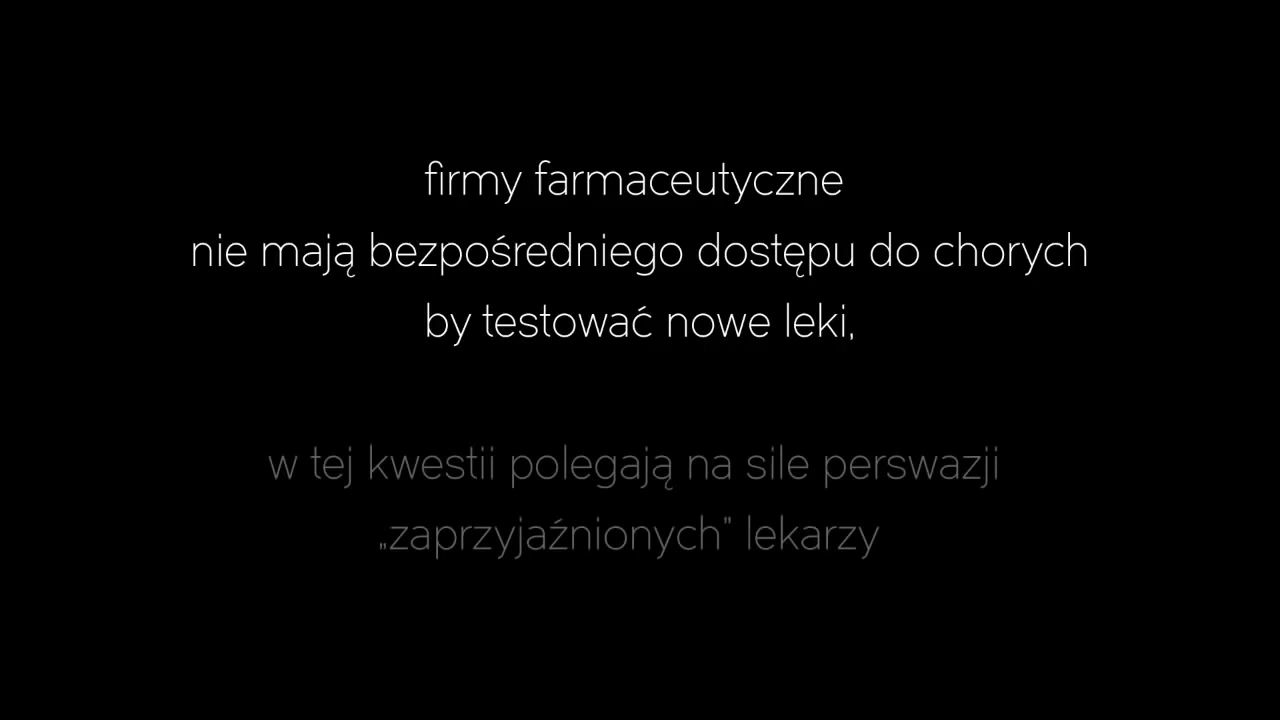 firmy farmaceutyczne
nie mają bezpośredniego dostępu do chorych
by testować nowe leki,
w tej kwestii polegają na sile perswazji
„zaprzyjaźnionych" lekarzy